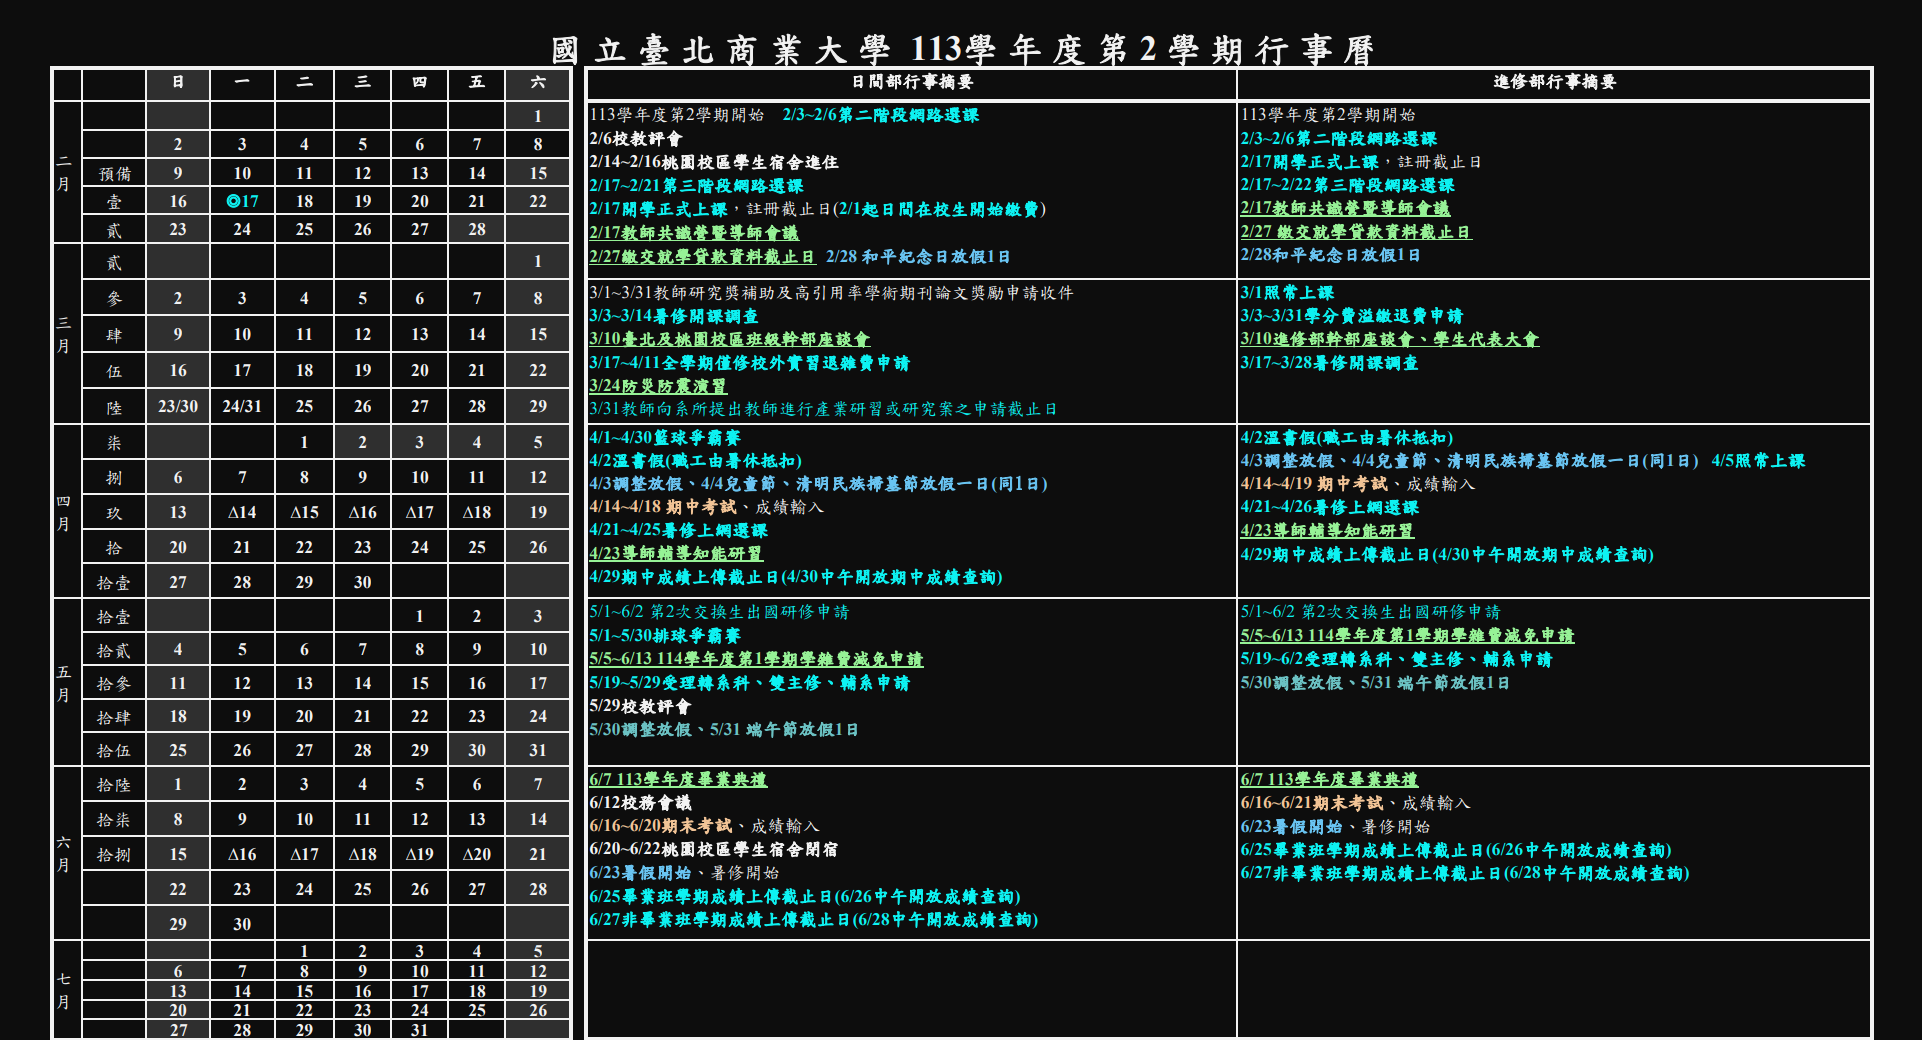 國立臺北商業大學 113學年度第2學期行事曆
日 一 二 三 四 五 六
二月
1
2 3 4 5 6 7 8
預備 9 10 11 12 13 14 15
壹 16 ◎17 18 19 20 21 22
貳 23 24 25 26 27 28
三月
貳 1
參 2 3 4 5 6 7 8
肆 9 10 11 12 13 14 15
伍 16 17 18 19 20 21 22
陸 23/30 24/31 25 26 27 28 29
四月
柒 1 2 3 4 5
捌 6 7 8 9 10 11 12
玖 13 Δ14 Δ15 Δ16 Δ17 Δ18 19
拾 20 21 22 23 24 25 26
拾壹 27 28 29 30
五月
拾壹 1 2 3
拾貳 4 5 6 7 8 9 10
拾參 11 12 13 14 15 16 17
拾肆 18 19 20 21 22 23 24
拾伍 25 26 27 28 29 30 31
六月
拾陸 1 2 3 4 5 6 7
拾柒 8 9 10 11 12 13 14
拾捌 15 Δ16 Δ17 Δ18 Δ19 Δ20 21
22 23 24 25 26 27 28
29 30
七月
1 2 3 4 5
6 7 8 9 10 11 12
13 14 15 16 17 18 19
20 21 22 23 24 25 26
27 28 29 30 31
日間部行事摘要
113學年度第2學期開始 2/3~2/6第二階段網路選課
2/6校教評會
2/14~2/16桃園校區學生宿舍進住
2/17~2/21第三階段網路選課
2/17開學正式上課，註冊截止日(2/1起日間在校生開始繳費)
2/17教師共識營暨導師會議
2/27繳交就學貸款資料截止日 2/28 和平紀念日放假1日
3/1~3/31教師研究獎補助及高引用率學術期刊論文獎勵申請收件
3/3~3/14暑修開課調查
3/10臺北及桃園校區班級幹部座談會
3/17~4/11全學期僅修校外實習退雜費申請
3/24防災防震演習
3/31教師向系所提出教師進行產業研習或研究案之申請截止日
4/1~4/30籃球爭霸賽
4/2溫書假(職工由暑休抵扣)
4/3調整放假、4/4兒童節、清明民族掃墓節放假一日(同1日)
4/14~4/18 期中考試、成績輸入
4/21~4/25暑修上網選課
4/23導師輔導知能研習
4/29期中成績上傳截止日(4/30中午開放期中成績查詢)
5/1~6/2 第2次交換生出國研修申請
5/1~5/30排球爭霸賽
5/5~6/13 114學年度第1學期學雜費減免申請
5/19~5/29受理轉系科、雙主修、輔系申請
5/29校教評會
5/30調整放假、5/31 端午節放假1日
6/7 113學年度畢業典禮
6/12校務會議
6/16~6/20期末考試、成績輸入
6/20~6/22桃園校區學生宿舍閉宿
6/23暑假開始、暑修開始
6/25畢業班學期成績上傳截止日(6/26中午開放成績查詢)
6/27非畢業班學期成績上傳截止日(6/28中午開放成績查詢)
進修部行事摘要
113學年度第2學期開始
2/3~2/6第二階段網路選課
2/17開學正式上課，註冊截止日
2/17~2/22第三階段網路選課
2/17教師共識營暨導師會議
2/27 繳交就學貸款資料截止日
2/28和平紀念日放假1日
3/1照常上課
3/3~3/31學分費溢繳退費申請
3/10進修部幹部座談會、學生代表大會
3/17~3/28暑修開課調查
4/2溫書假(職工由暑休抵扣)
4/3調整放假、4/4兒童節、清明民族掃墓節放假一日(同1日) 4/5照常上課
4/14~4/19 期中考試、成績輸入
4/21~4/26暑修上網選課
4/23導師輔導知能研習
4/29期中成績上傳截止日(4/30中午開放期中成績查詢)
5/1~6/2 第2次交換生出國研修申請
5/5~6/13 114學年度第1學期學雜費減免申請
5/19~6/2受理轉系科、雙主修、輔系申請
5/30調整放假、5/31 端午節放假1日
6/7 113學年度畢業典禮
6/16~6/21期末考試、成績輸入
6/23暑假開始、暑修開始
6/25畢業班學期成績上傳截止日(6/26中午開放成績查詢)
6/27非畢業班學期成績上傳截止日(6/28中午開放成績查詢)